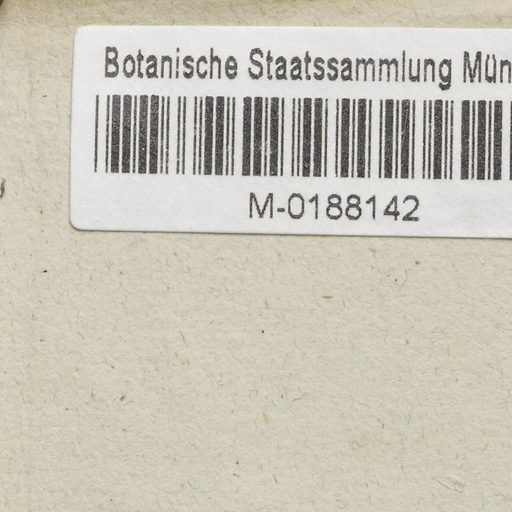 Botanische Staatssammlung Mün
M-0188142